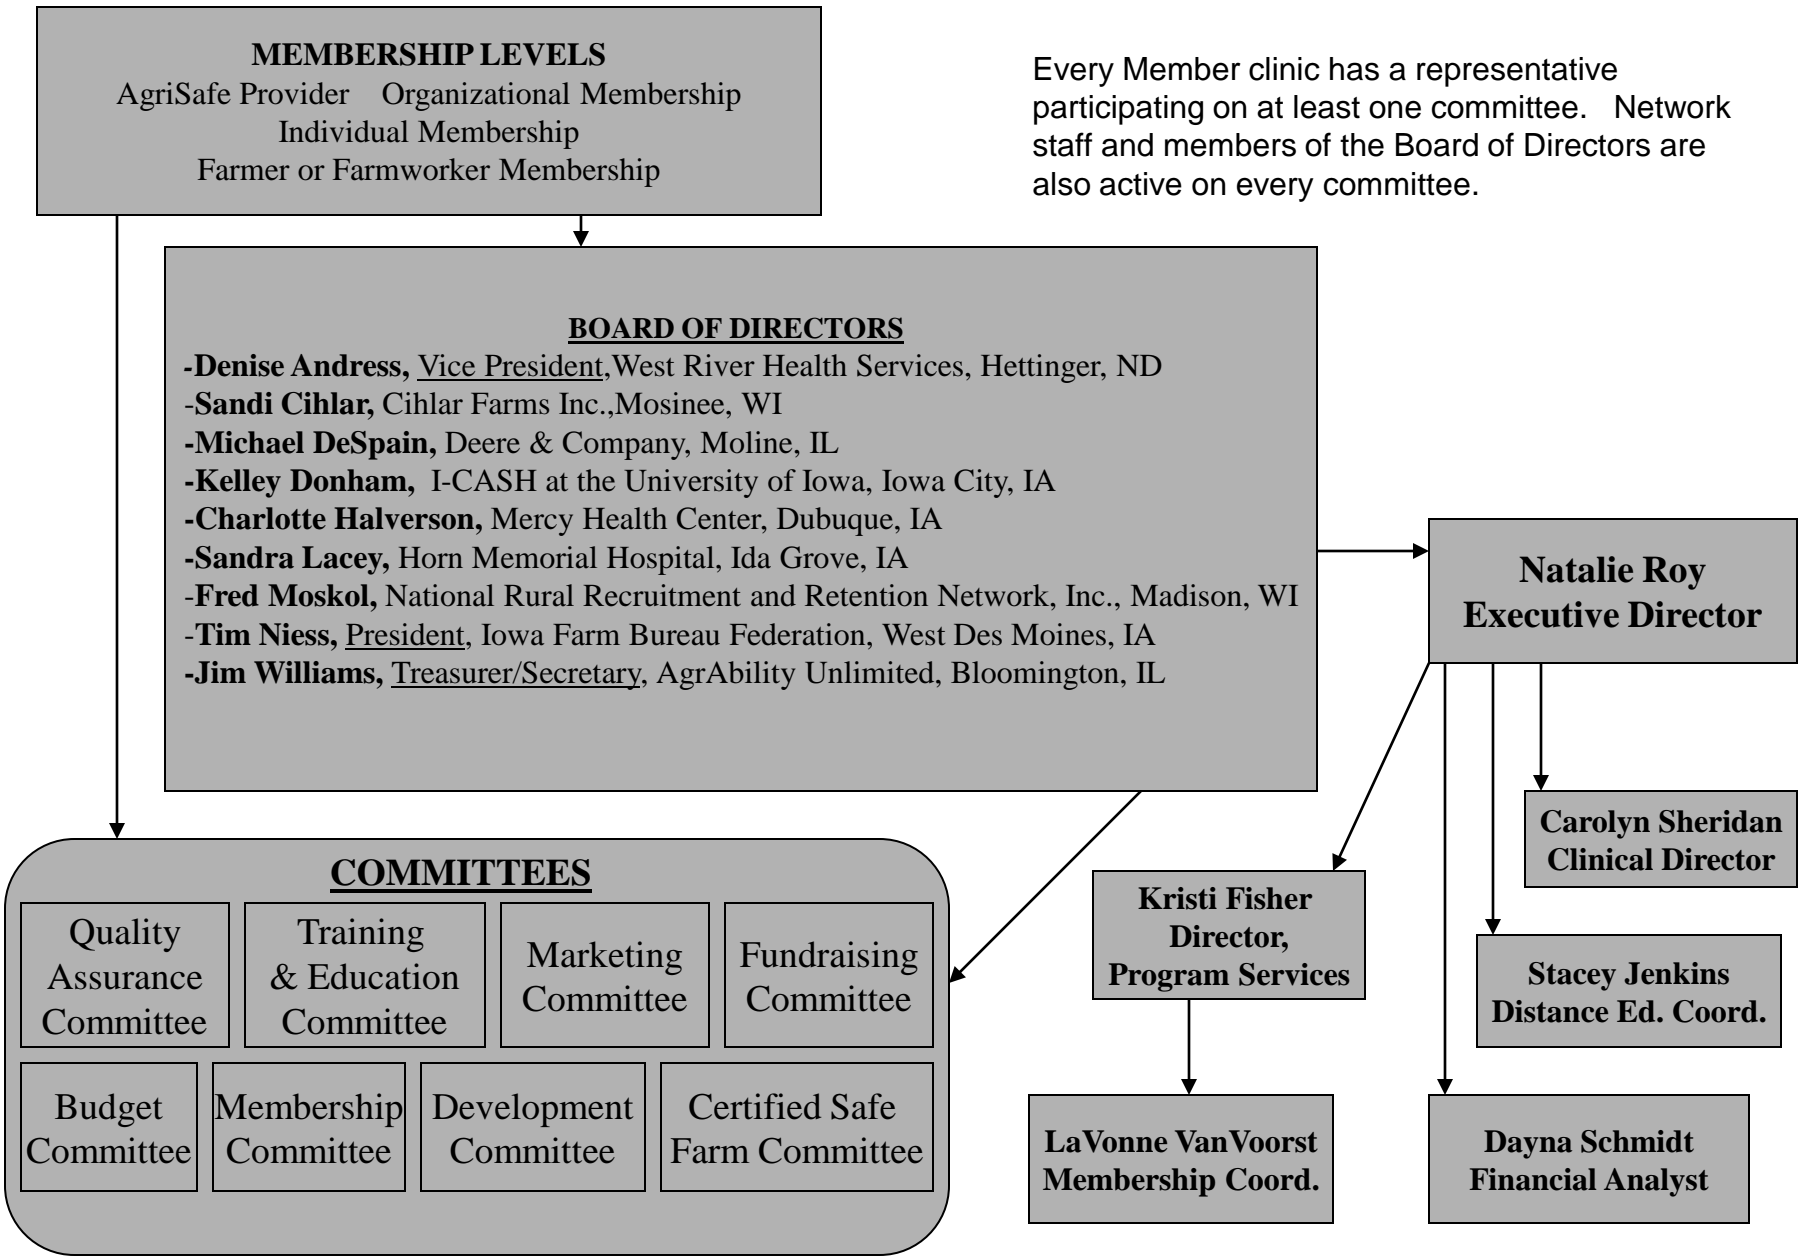 MEMBERSHIP LEVELS
AgriSafe Provider    Organizational Membership
Individual Membership
Farmer or Farmworker Membership
Every Member clinic has a representative
participating on at least one committee.   Network
staff and members of the Board of Directors are
also active on every committee.
BOARD OF DIRECTORS
-Denise Andress, Vice President,West River Health Services, Hettinger, ND
-Sandi Cihlar, Cihlar Farms Inc.,Mosinee, WI
-Michael DeSpain, Deere & Company, Moline, IL
-Kelley Donham,  I-CASH at the University of Iowa, Iowa City, IA
-Charlotte Halverson, Mercy Health Center, Dubuque, IA
-Sandra Lacey, Horn Memorial Hospital, Ida Grove, IA
-Fred Moskol, National Rural Recruitment and Retention Network, Inc., Madison, WI
-Tim Niess, President, Iowa Farm Bureau Federation, West Des Moines, IA
-Jim Williams, Treasurer/Secretary, AgrAbility Unlimited, Bloomington, IL
Natalie Roy
Executive Director
Carolyn Sheridan
Clinical Director
Kristi Fisher
Director,
Program Services
Stacey Jenkins
Distance Ed. Coord.
LaVonne VanVoorst
Membership Coord.
Dayna Schmidt
Financial Analyst
COMMITTEES
Quality
Assurance
Committee
Training
& Education
Committee
Marketing
Committee
Fundraising
Committee
Budget
Committee
Membership
Committee
Development
Committee
Certified Safe
Farm Committee